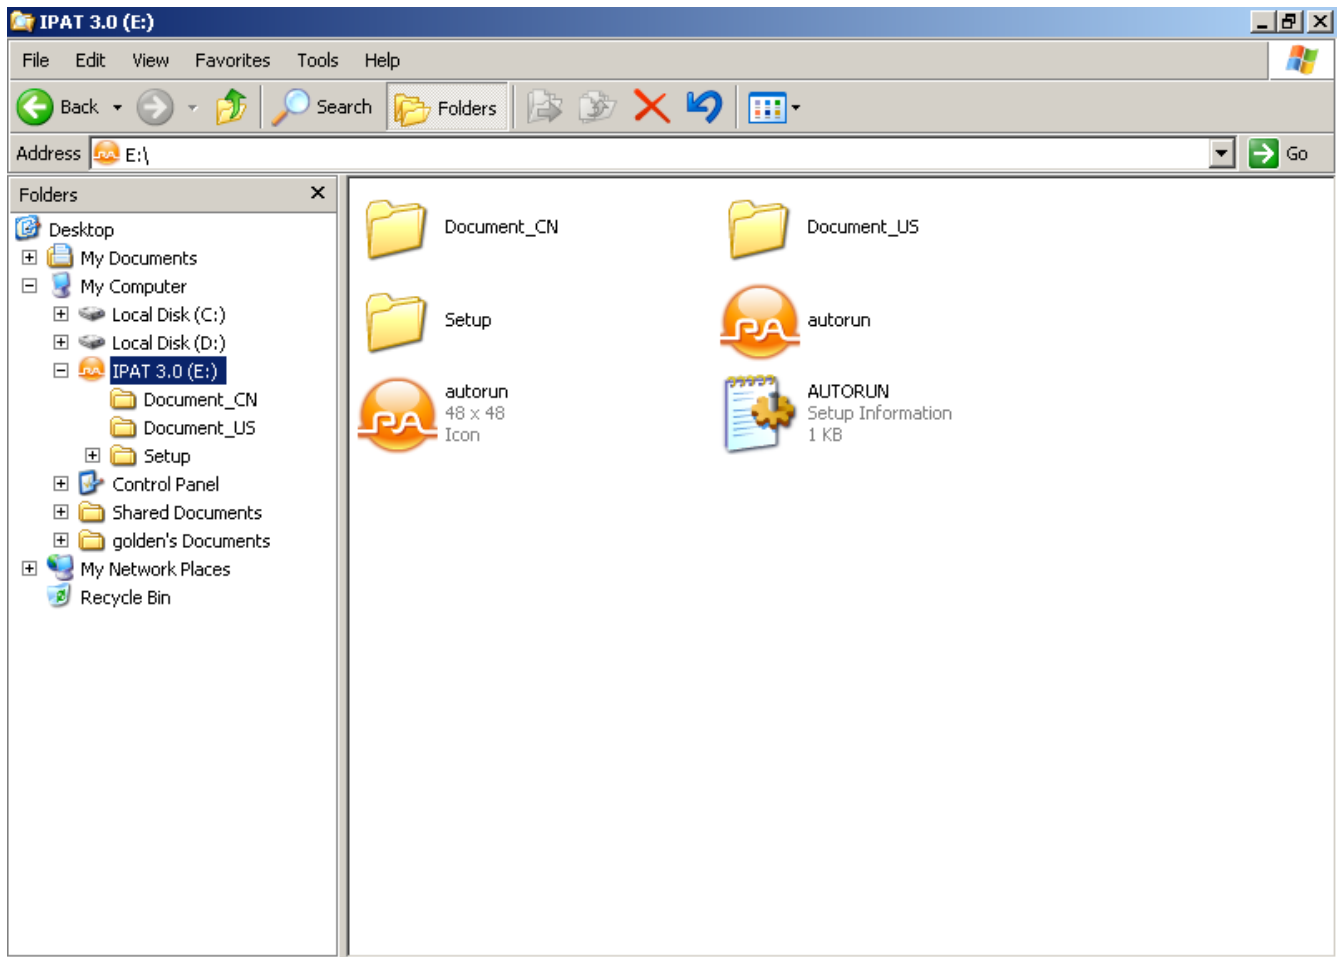 IPAT 3.0 (E:)
File Edit View Favorites Tools Help
Back Search Folders
Address E:\ Go
Folders
Desktop
My Documents
My Computer
Local Disk (C:)
Local Disk (D:)
IPAT 3.0 (E:)
Document_CN
Document_US
Setup
Control Panel
Shared Documents
golden's Documents
My Network Places
Recycle Bin
Document_CN
Document_US
Setup
PA
autorun
PA
autorun
48 x 48
Icon
AUTORUN
Setup Information
1 KB